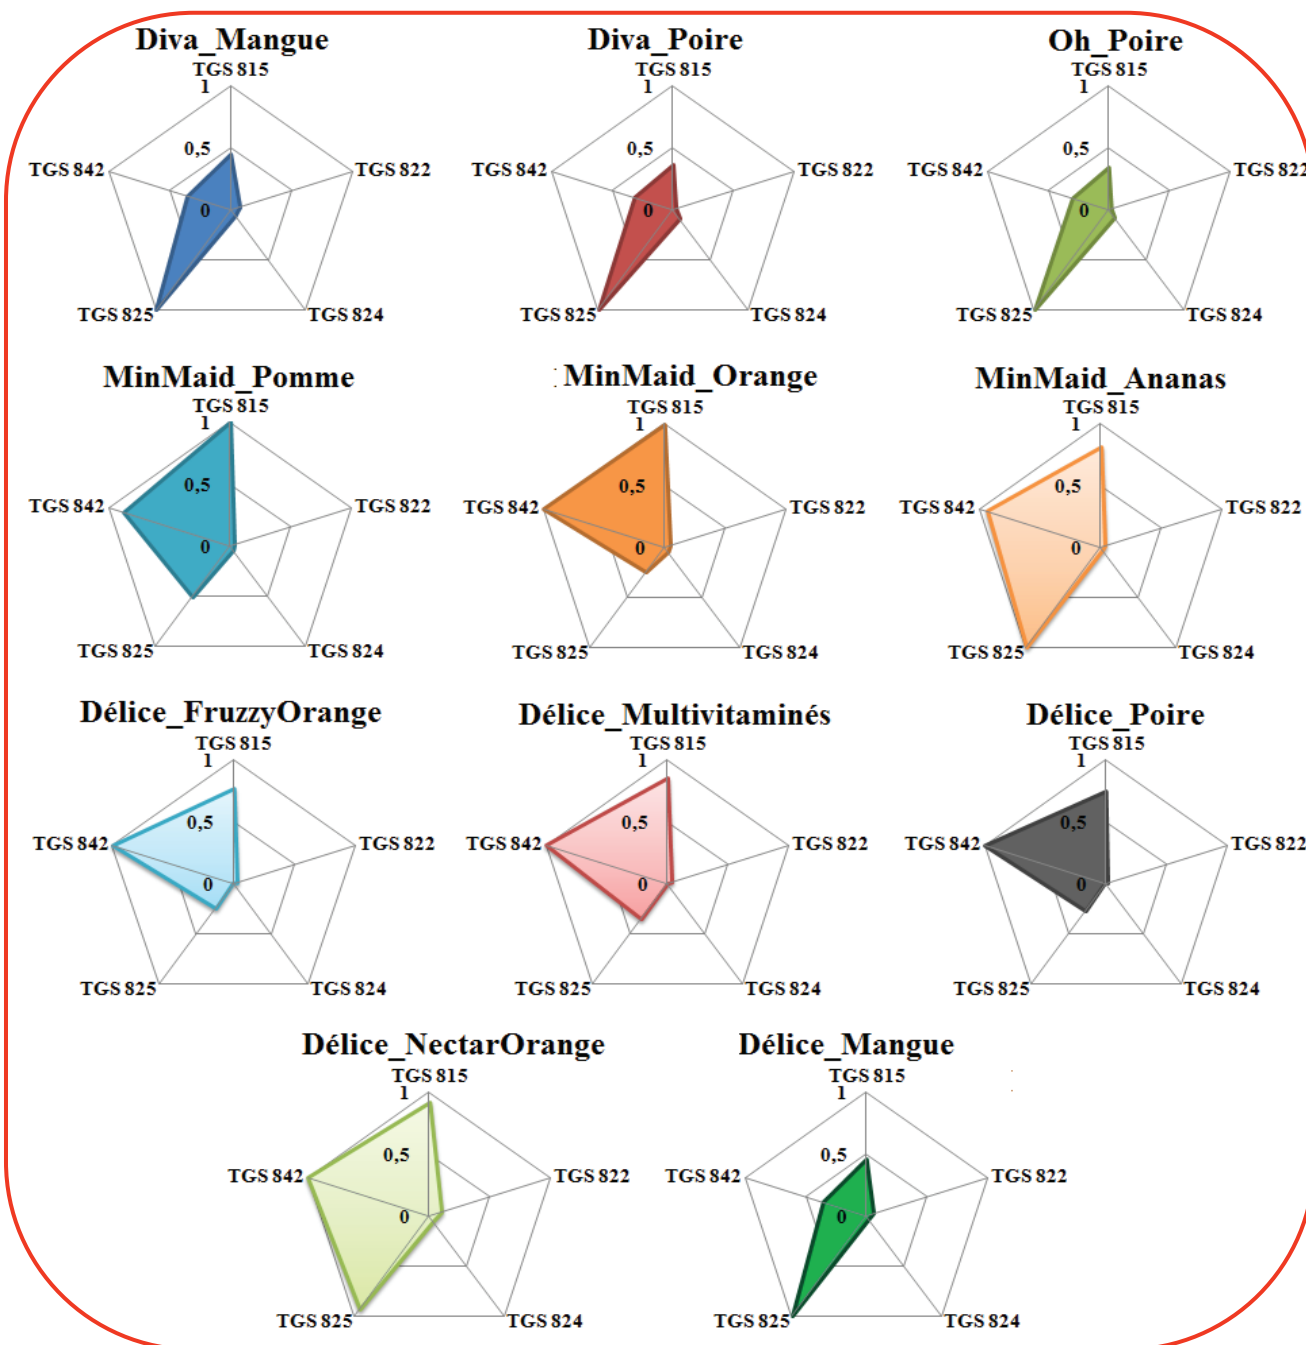 Diva_Mangue
TGS 815
1
TGS 822
0,5
TGS 842
0
TGS 825
TGS 824
Diva_Poire
TGS 815
1
TGS 822
0,5
TGS 842
0
TGS 825
TGS 824
Oh_Poire
TGS 815
1
TGS 822
0,5
TGS 842
0
TGS 825
TGS 824
MinMaid_Pomme
TGS 815
1
TGS 822
0,5
TGS 842
0
TGS 825
TGS 824
MinMaid_Orange
TGS 815
1
TGS 822
0,5
TGS 842
0
TGS 825
TGS 824
MinMaid_Ananas
TGS 815
1
TGS 822
0,5
TGS 842
0
TGS 825
TGS 824
Délice_FruzzyOrange
TGS 815
1
TGS 822
0,5
TGS 842
0
TGS 825
TGS 824
Délice_Multivitaminés
TGS 815
1
TGS 822
0,5
TGS 842
0
TGS 825
TGS 824
Délice_Poire
TGS 815
1
TGS 822
0,5
TGS 842
0
TGS 825
TGS 824
Délice_NectarOrange
TGS 815
1
TGS 822
0,5
TGS 842
0
TGS 825
TGS 824
Délice_Mangue
TGS 815
1
TGS 822
0,5
TGS 842
0
TGS 825
TGS 824